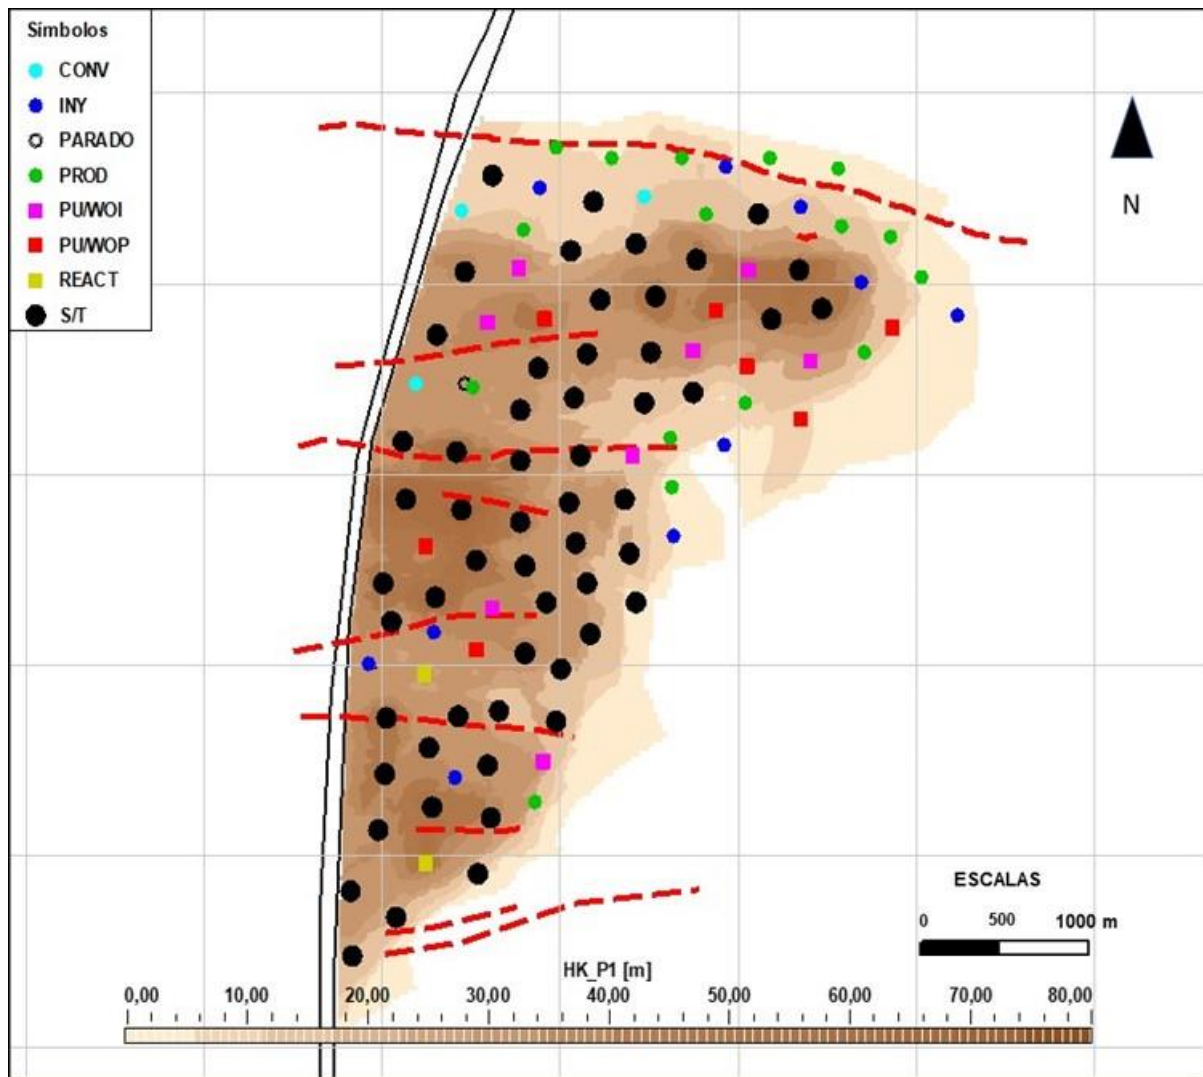 Símbolos
CONV
INY
PARADO
PROD
PU/WOI
PU/WOP
REACT
S/T
N
ESCALAS
0 500 1000 m
HK_P1 [m]
0,00 10,00 20,00 30,00 40,00 50,00 60,00 70,00 80,00